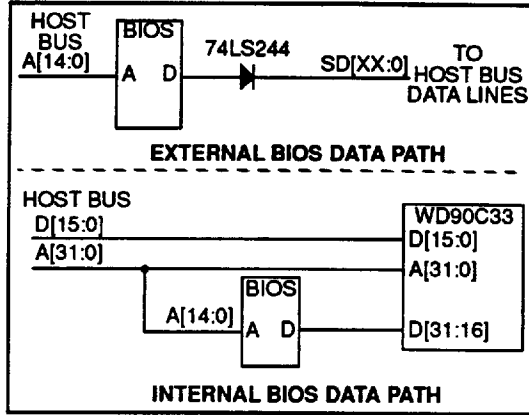 HOST BUS
A[14:0]
BIOS
A D
74LS244
SD[XX:0]
TO HOST BUS DATA LINES
EXTERNAL BIOS DATA PATH
HOST BUS
D[15:0]
A[31:0]
WD90C33
D[15:0]
A[31:0]
BIOS
A[14:0]
A D
D[31:16]
INTERNAL BIOS DATA PATH